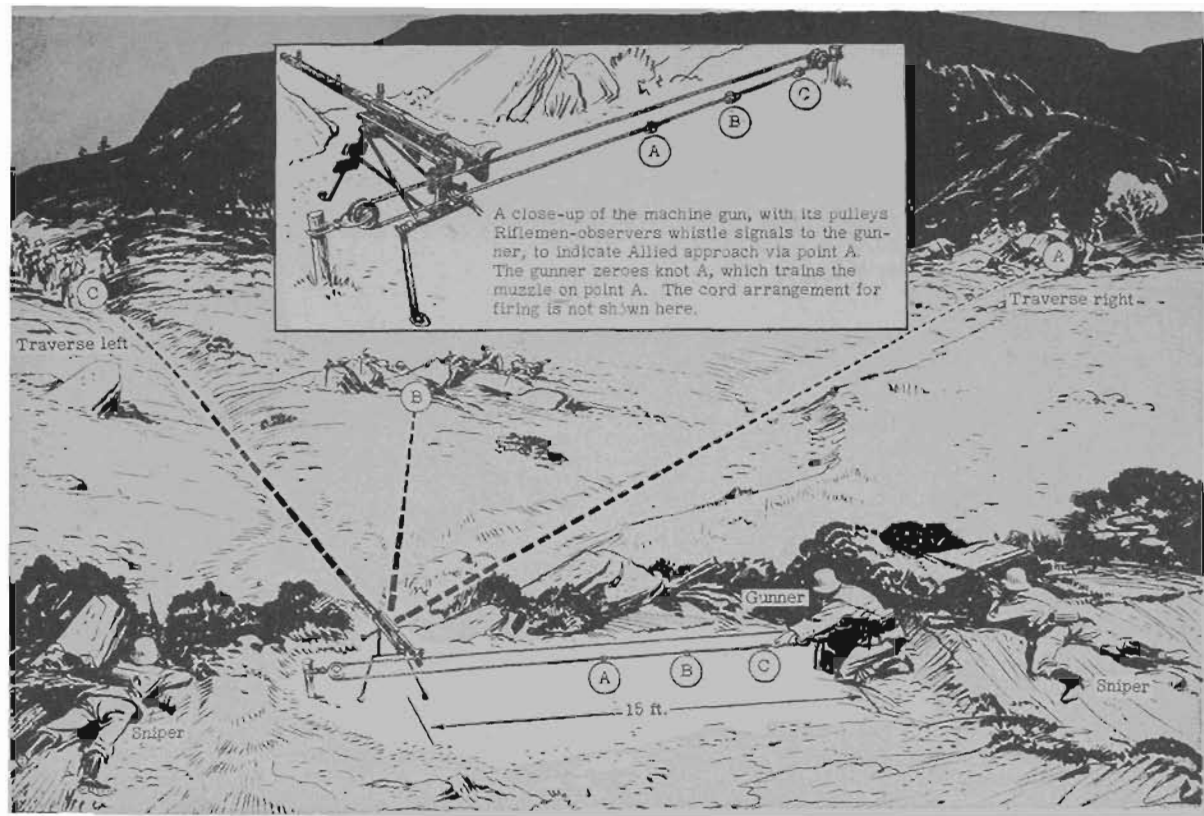 C
B
A
A close-up of the machine gun, with its pulleys
Riflemen-observers whistle signals to the gun-
ner, to indicate Allied approach via point A.
The gunner zeroes knot A, which trains the
muzzle on point A. The cord arrangement for
firing is not shown here.
C
A
Traverse left
Traverse right
B
Gunner
A
B
C
Sniper
Sniper
15 ft.